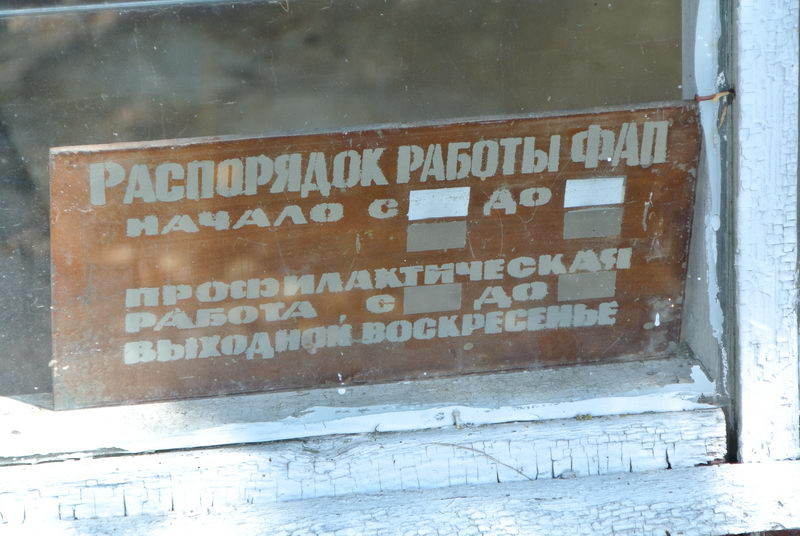 РАСПОРЯДОК РАБОТЫ ФАП
НАЧАЛО С ДО
ПРОФИЛАКТИЧЕСКАЯ
РАБОТА С ДО
ВЫХОДНОЙ ВОСКРЕСЕНЬЕ